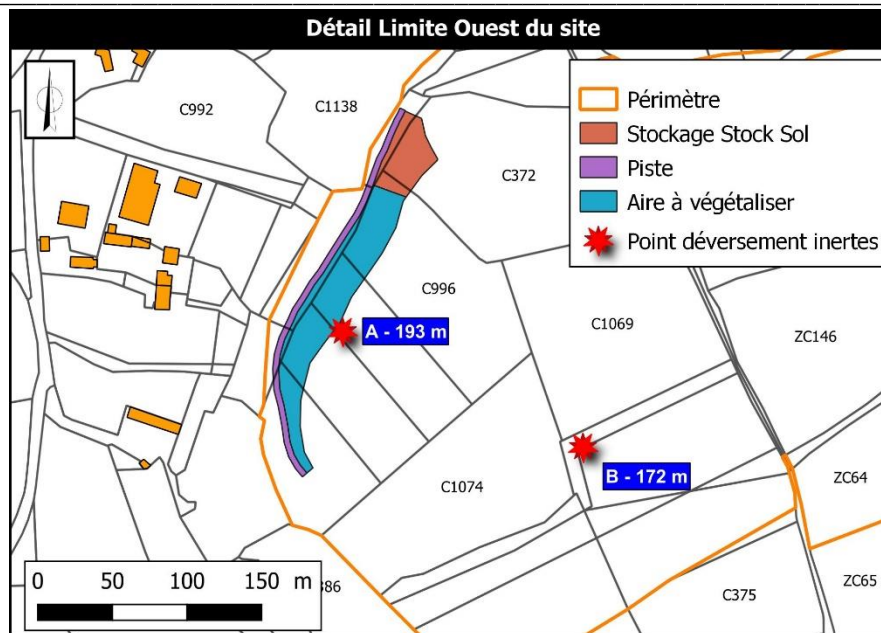 Détail Limite Ouest du site
Périmètre
Stockage Stock Sol
Piste
Aire à végétaliser
Point déversement inertes
C992
C1138
C372
C996
A - 193 m
C1069
ZC146
C1074
B - 172 m
ZC64
C375
ZC65
0 50 100 150 m